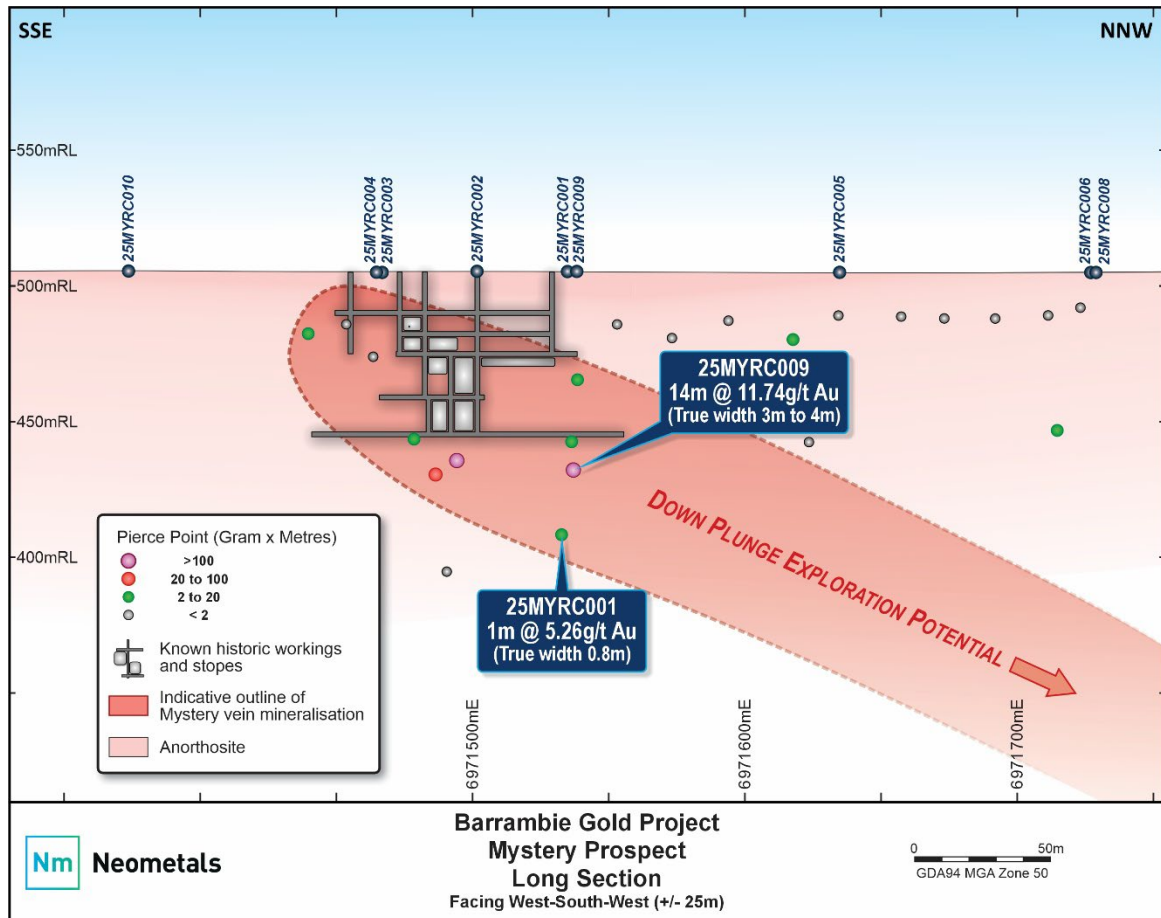 SSE
NNW
550mRL
500mRL
450mRL
400mRL
25MYRC010
25MYRC004
25MYRC003
25MYRC002
25MYRC001
25MYRC009
25MYRC005
25MYRC006
25MYRC008
25MYRC009
14m @ 11.74g/t Au
(True width 3m to 4m)
25MYRC001
1m @ 5.26g/t Au
(True width 0.8m)
DOWN PLUNGE EXPLORATION POTENTIAL
Pierce Point (Gram x Metres)
>100
20 to 100
2 to 20
< 2
Known historic workings
and stopes
Indicative outline of
Mystery vein mineralisation
Anorthosite
6971500mE
6971600mE
6971700mE
Nm Neometals
Barrambie Gold Project
Mystery Prospect
Long Section
Facing West-South-West (+/- 25m)
0 50m
GDA94 MGA Zone 50